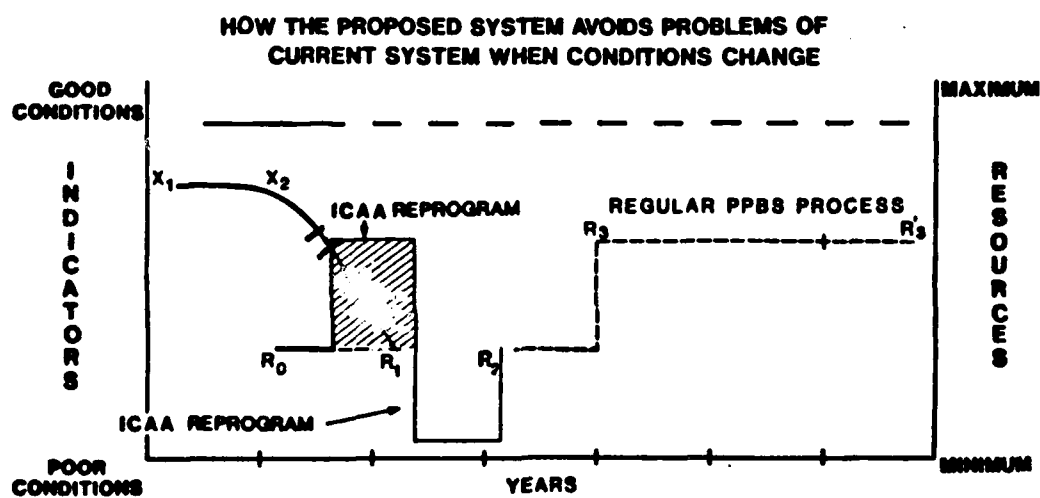 HOW THE PROPOSED SYSTEM AVOIDS PROBLEMS OF
CURRENT SYSTEM WHEN CONDITIONS CHANGE
GOOD
CONDITIONS
MAXIMUM
INDICATORS
RESOURCES
X1
X2
ICAA REPROGRAM
REGULAR PPBS PROCESS
R3
R'3
R0
R1
R2
ICAA REPROGRAM
POOR
CONDITIONS
YEARS
MINIMUM